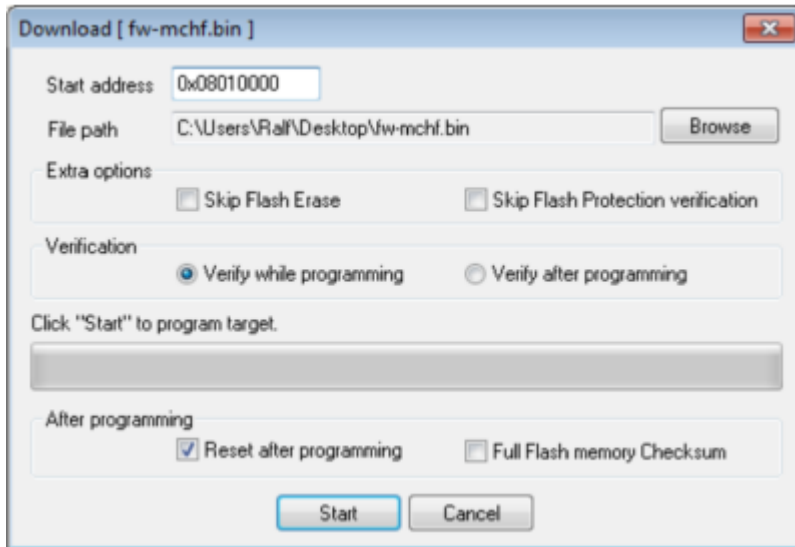 Download [ fw-mchf.bin ]
Start address 0x08010000
File path C:\Users\Ralf\Desktop\fw-mchf.bin Browse
Extra options
Skip Flash Erase Skip Flash Protection verification
Verification
Verify while programming Verify after programming
Click "Start" to program target.
After programming
Reset after programming Full Flash memory Checksum
Start Cancel